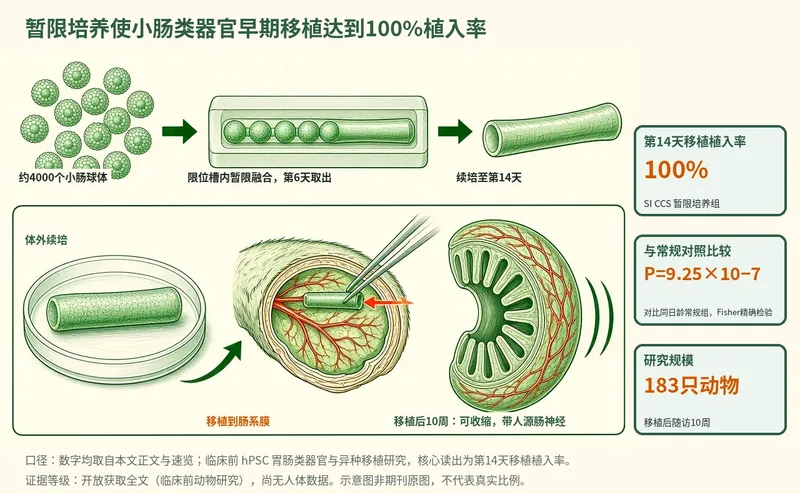 暂限培养使小肠类器官早期移植达到100%植入率
约4000个小肠球体
限位槽内暂限融合，第6天取出
续培至第14天
第14天移植植入率
100%
SI CCS 暂限培养组
体外续培
移植到肠系膜
移植后10周：可收缩，带人源肠神经
与常规对照比较
P=9.25×10−7
对比同日龄常规组，Fisher精确检验
研究规模
183只动物
移植后随访10周
口径：数字均取自本文正文与速览；临床前 hPSC 胃肠类器官与异种移植研究，核心读出为第14天移植植入率。
证据等级：开放获取全文（临床前动物研究），尚无人体数据。示意图非期刊原图，不代表真实比例。